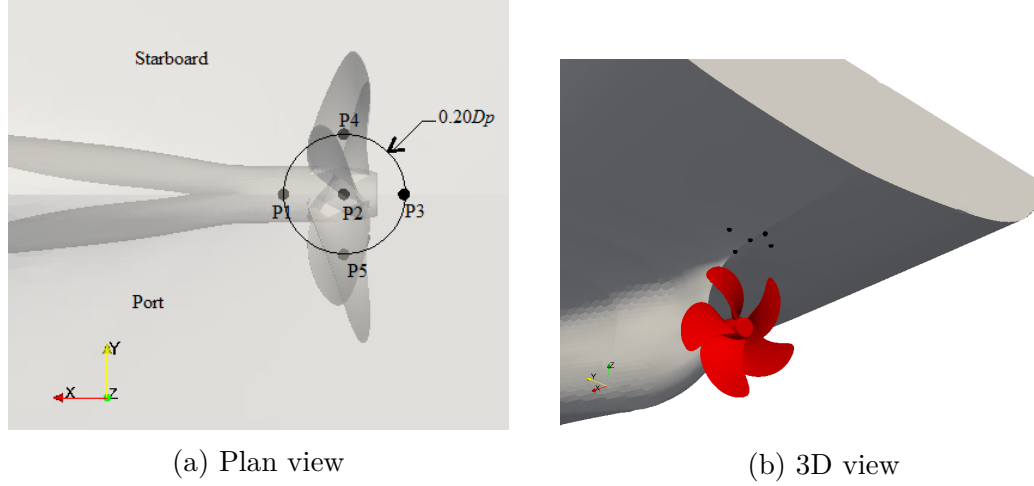 Starboard
0.20Dp
P4
P1
P2
P3
P5
Port
Y
X
Z
Z
Y
X
(a) Plan view
(b) 3D view